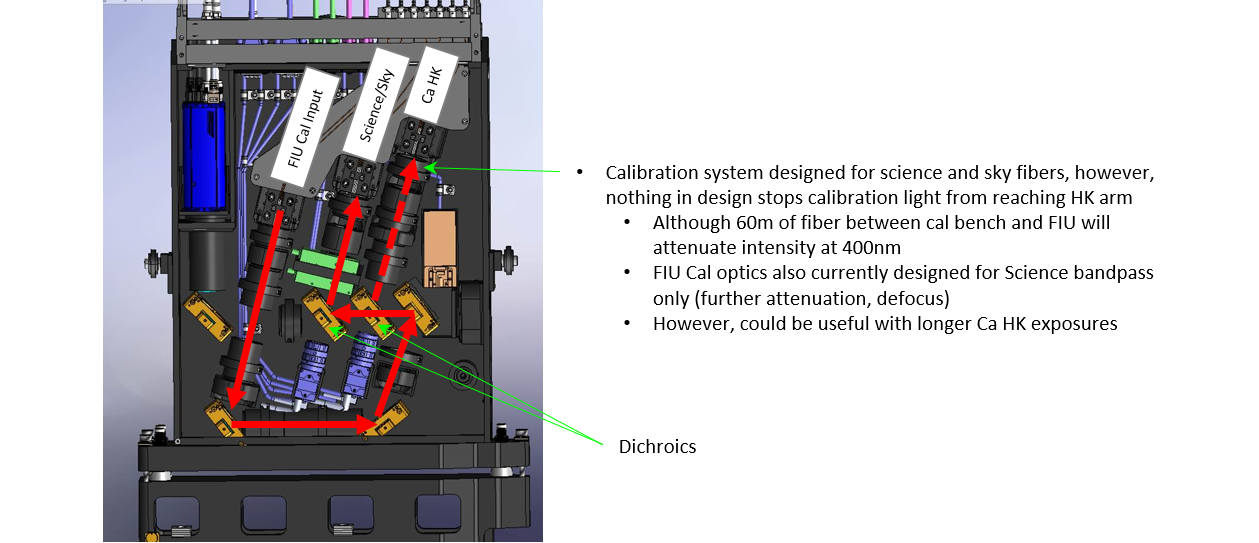 FIU Cal Input
Science/Sky
Ca HK
• Calibration system designed for science and sky fibers, however,
nothing in design stops calibration light from reaching HK arm
• Although 60m of fiber between cal bench and FIU will
attenuate intensity at 400nm
• FIU Cal optics also currently designed for Science bandpass
only (further attenuation, defocus)
• However, could be useful with longer Ca HK exposures
Dichroics